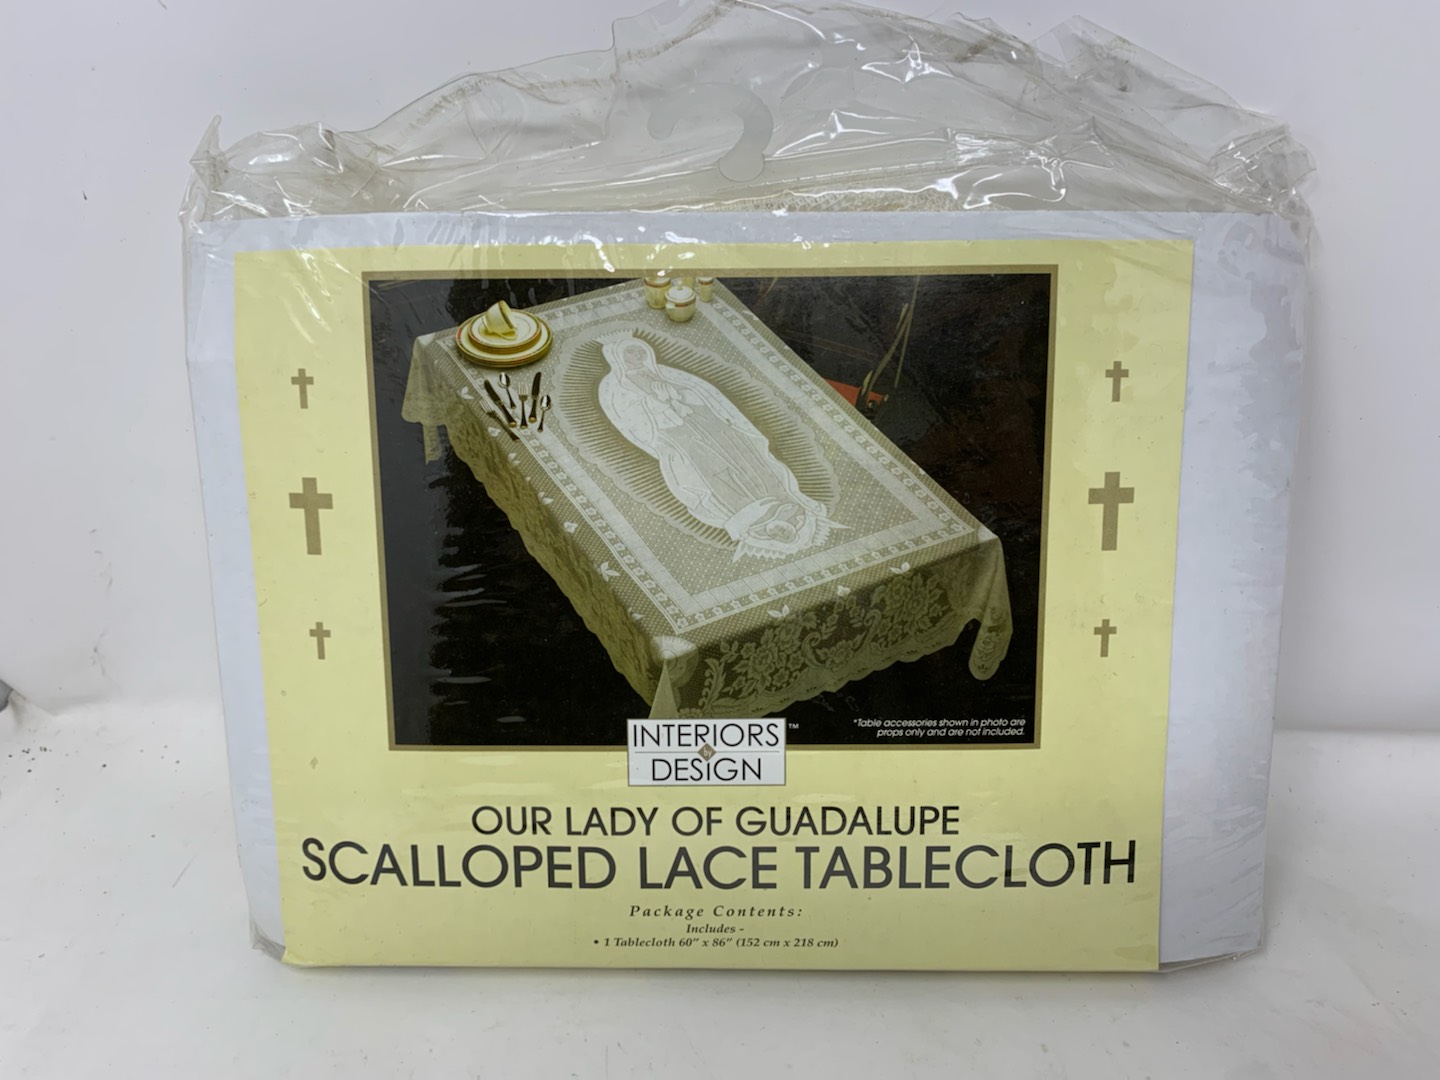 *Table accessories shown in photo are
props only and are not included.
INTERIORS ™
by
DESIGN
OUR LADY OF GUADALUPE
SCALLOPED LACE TABLECLOTH
Package Contents:
Includes -
• 1 Tablecloth 60" x 86" (152 cm x 218 cm)